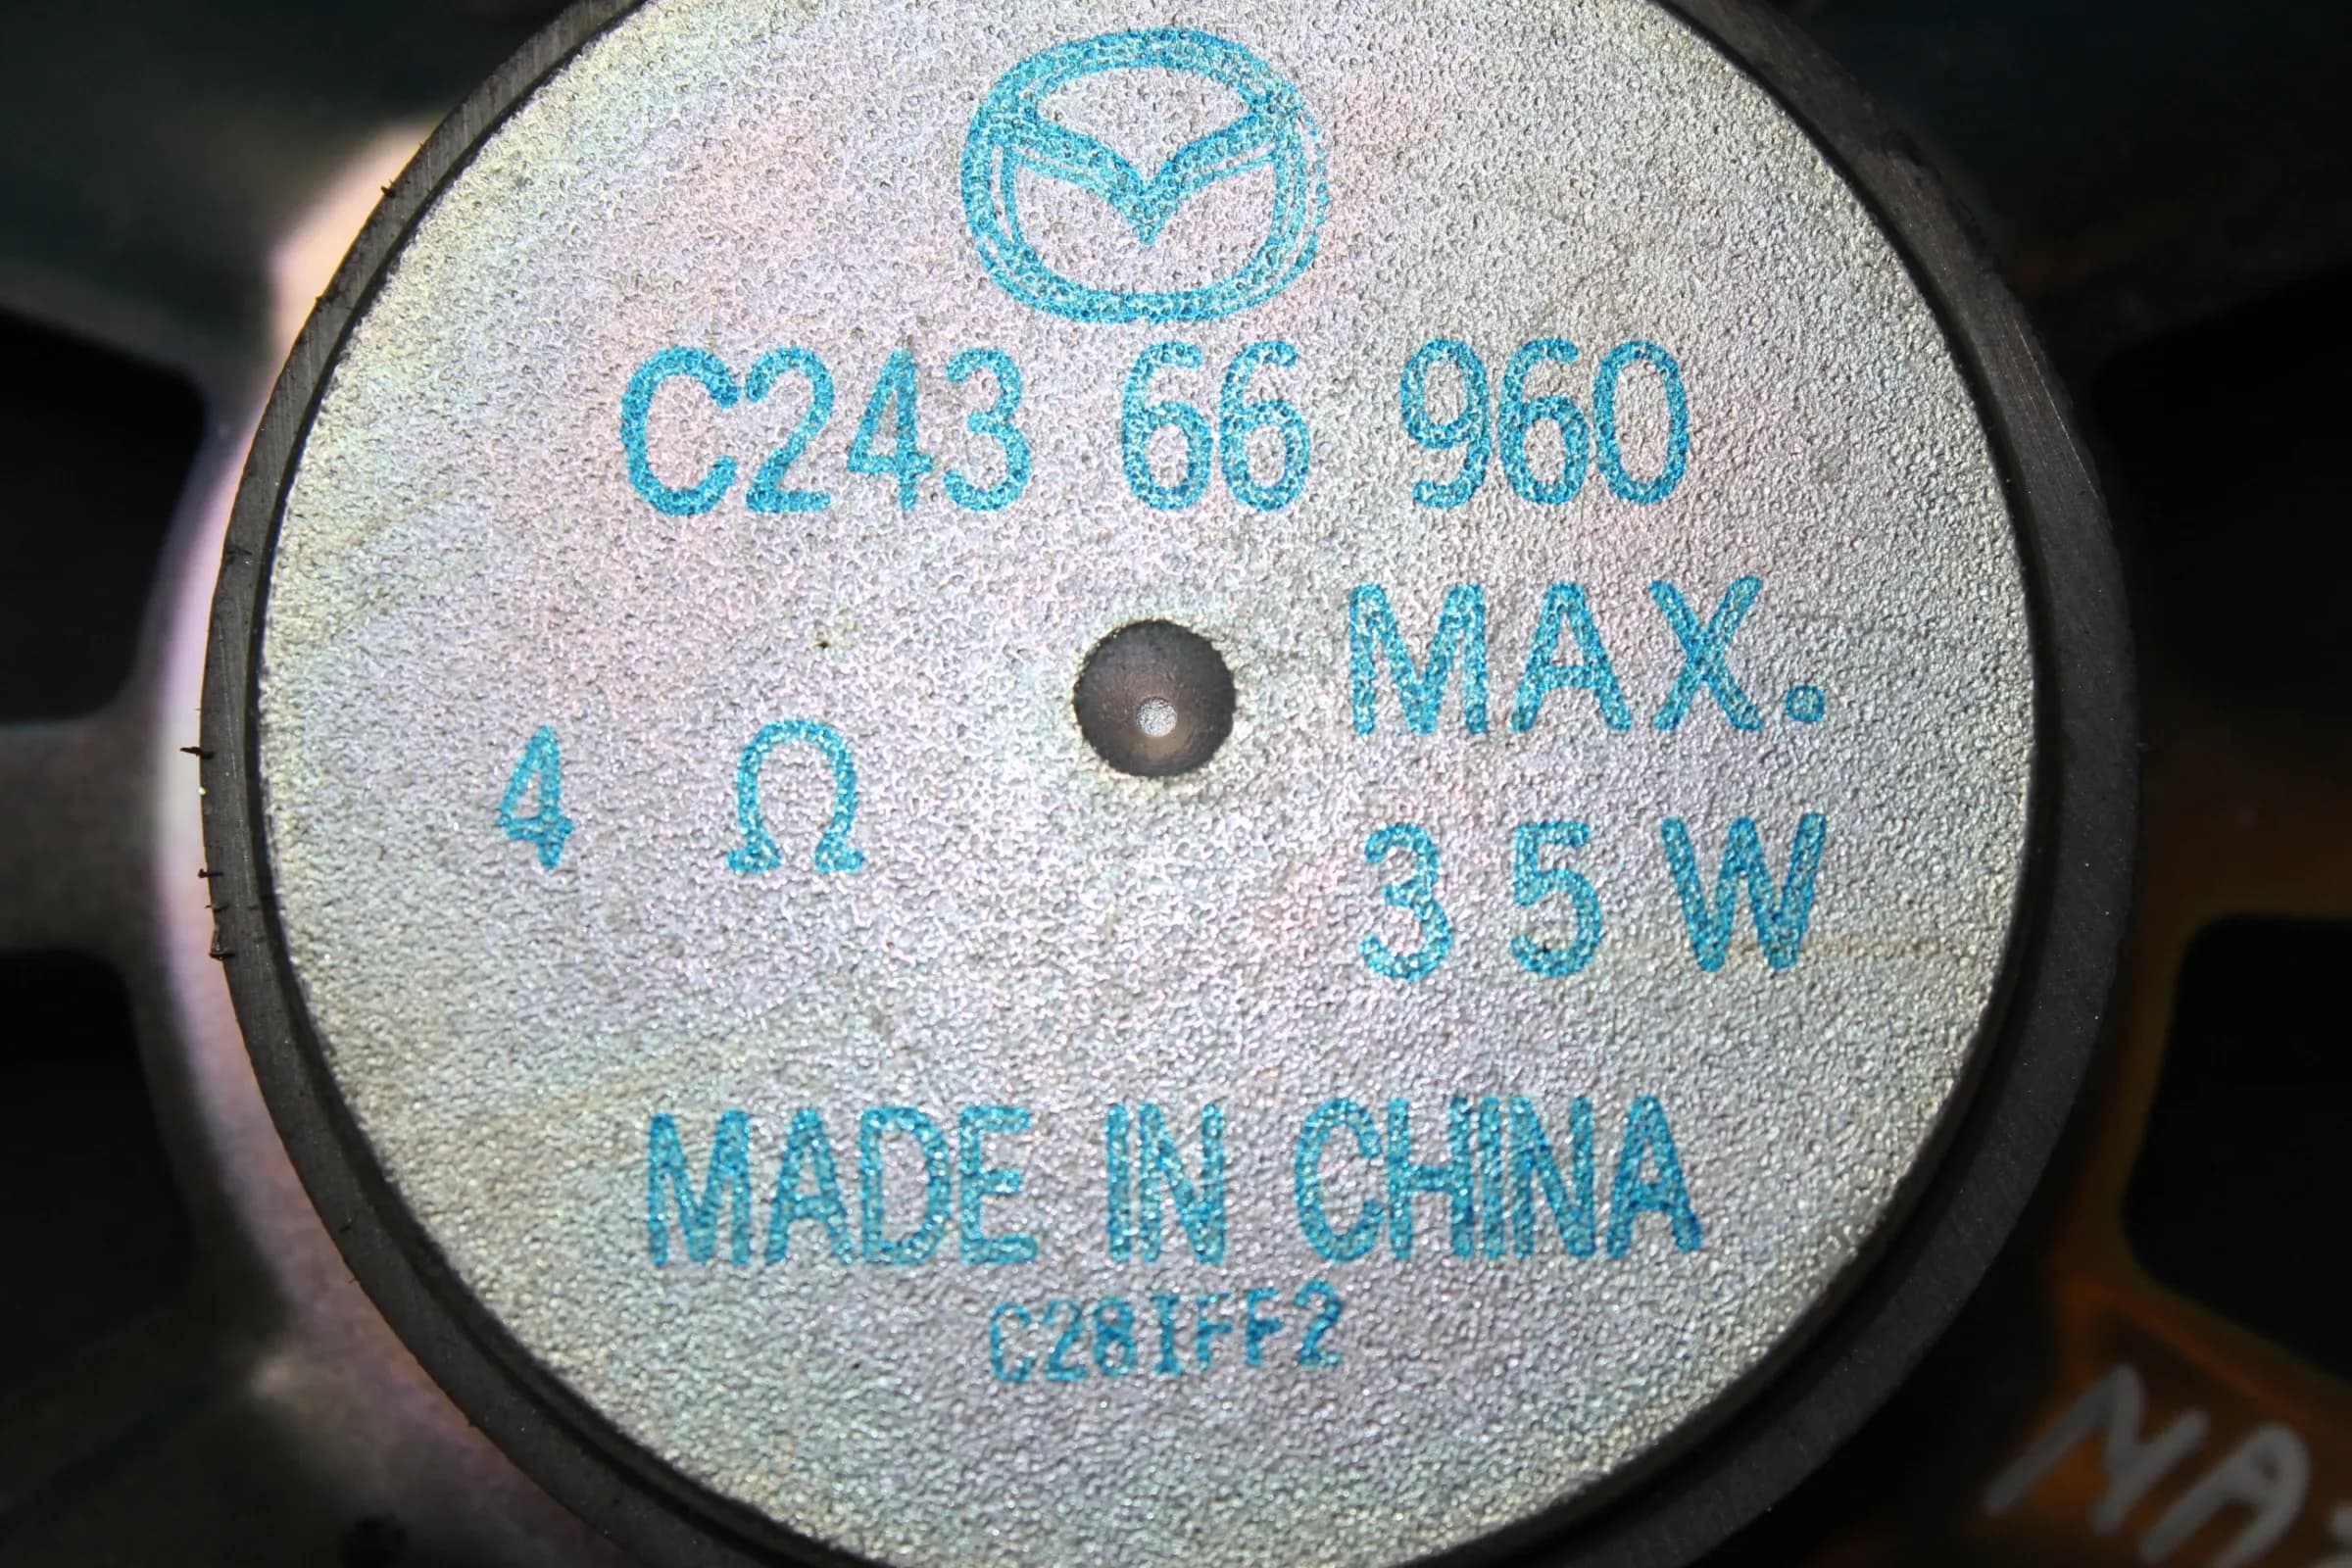 C243 66 960
MAX.
4 Ω
35W
MADE IN CHINA
C28IFF2